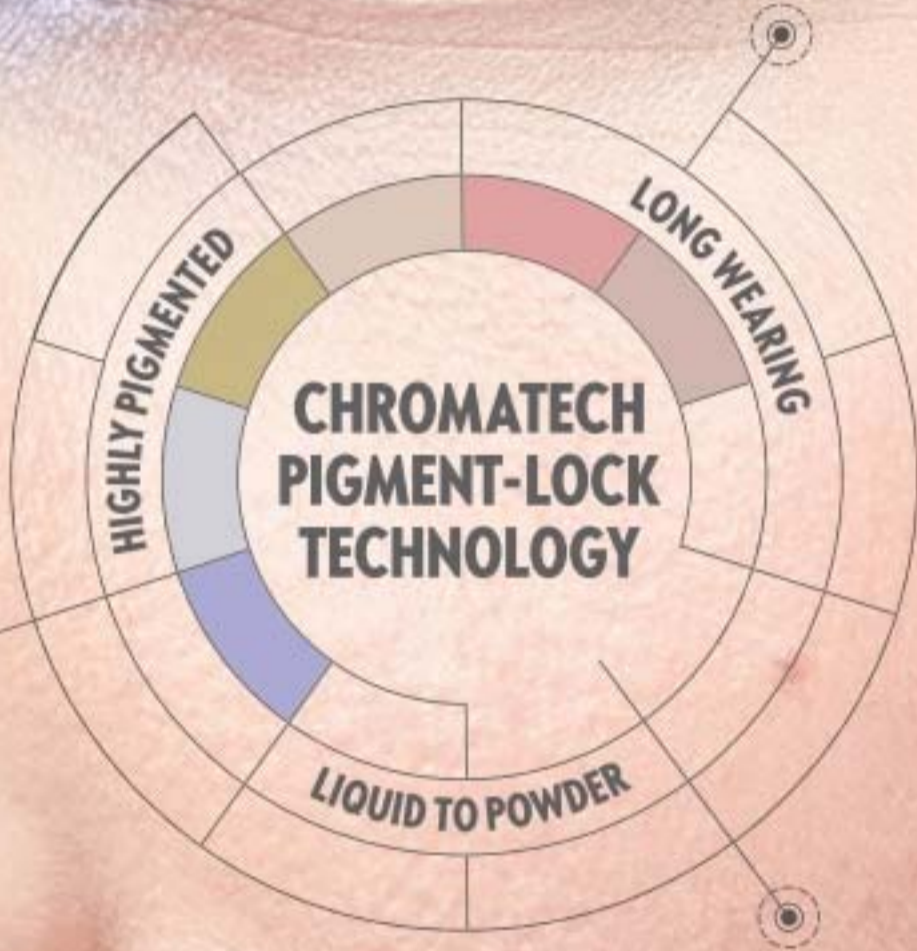 HIGHLY PIGMENTED
LONG WEARING
CHROMATECH
PIGMENT-LOCK
TECHNOLOGY
LIQUID TO POWDER